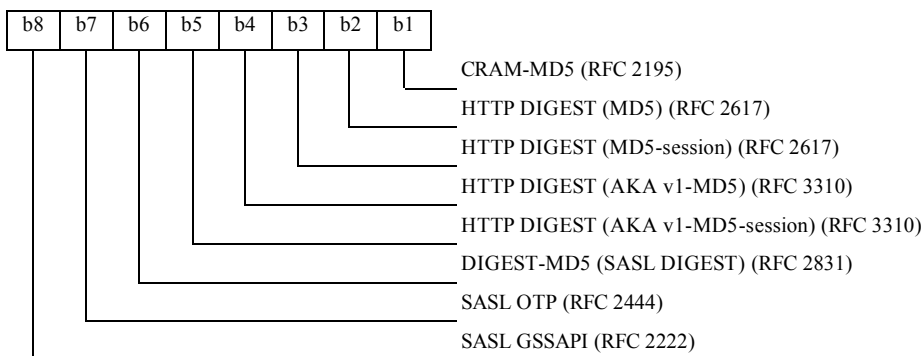 b8 b7 b6 b5 b4 b3 b2 b1
CRAM-MD5 (RFC 2195)
HTTP DIGEST (MD5) (RFC 2617)
HTTP DIGEST (MD5-session) (RFC 2617)
HTTP DIGEST (AKA v1-MD5) (RFC 3310)
HTTP DIGEST (AKA v1-MD5-session) (RFC 3310)
DIGEST-MD5 (SASL DIGEST) (RFC 2831)
SASL OTP (RFC 2444)
SASL GSSAPI (RFC 2222)